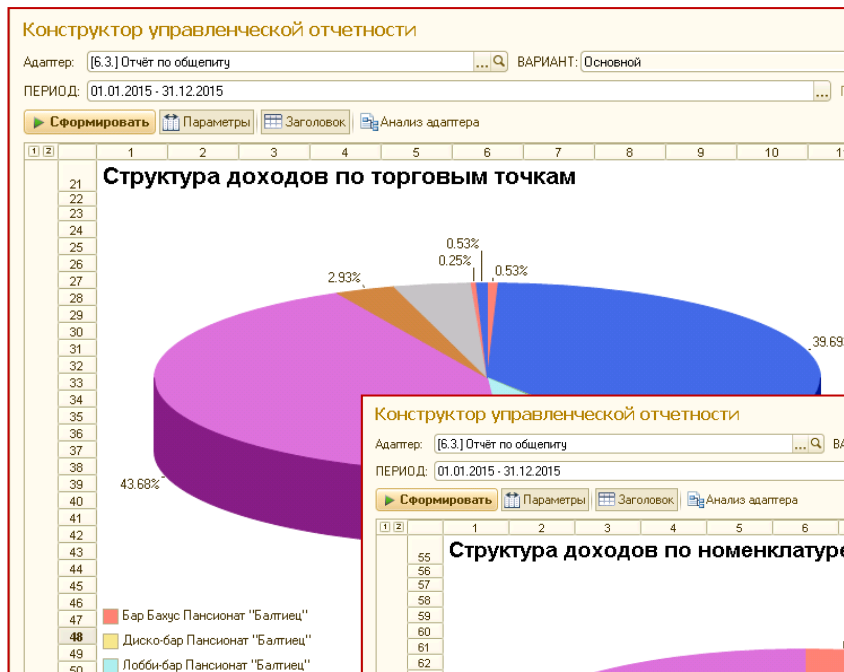 Конструктор управленческой отчетности
Адаптер: [6.3.] Отчёт по общепиту ... ВАРИАНТ: Основной
ПЕРИОД: 01.01.2015 - 31.12.2015 ...
Сформировать Параметры Заголовок Анализ адаптера
1 2 1 2 3 4 5 6 7 8 9 10
21 Структура доходов по торговым точкам
22
23
24
25 0.53%
26 0.25% 0.53%
27 2.93%
28
29
30
31 39.69
32
33
34
35
36
37
38
39 43.68%
40
41
42
43
44
45
46
47 Бар Бахус Пансионат "Балтиец"
48 Диско-бар Пансионат "Балтиец"
49
50 Лобби-бар Пансионат "Балтиец"
Конструктор управленческой отчетности
Адаптер: [6.3.] Отчёт по общепиту ... ВА
ПЕРИОД: 01.01.2015 - 31.12.2015
Сформировать Параметры Заголовок Анализ адаптера
1 2 1 2 3 4 5 6
55 Структура доходов по номенклатуре
56
57
58
59
60
61
62